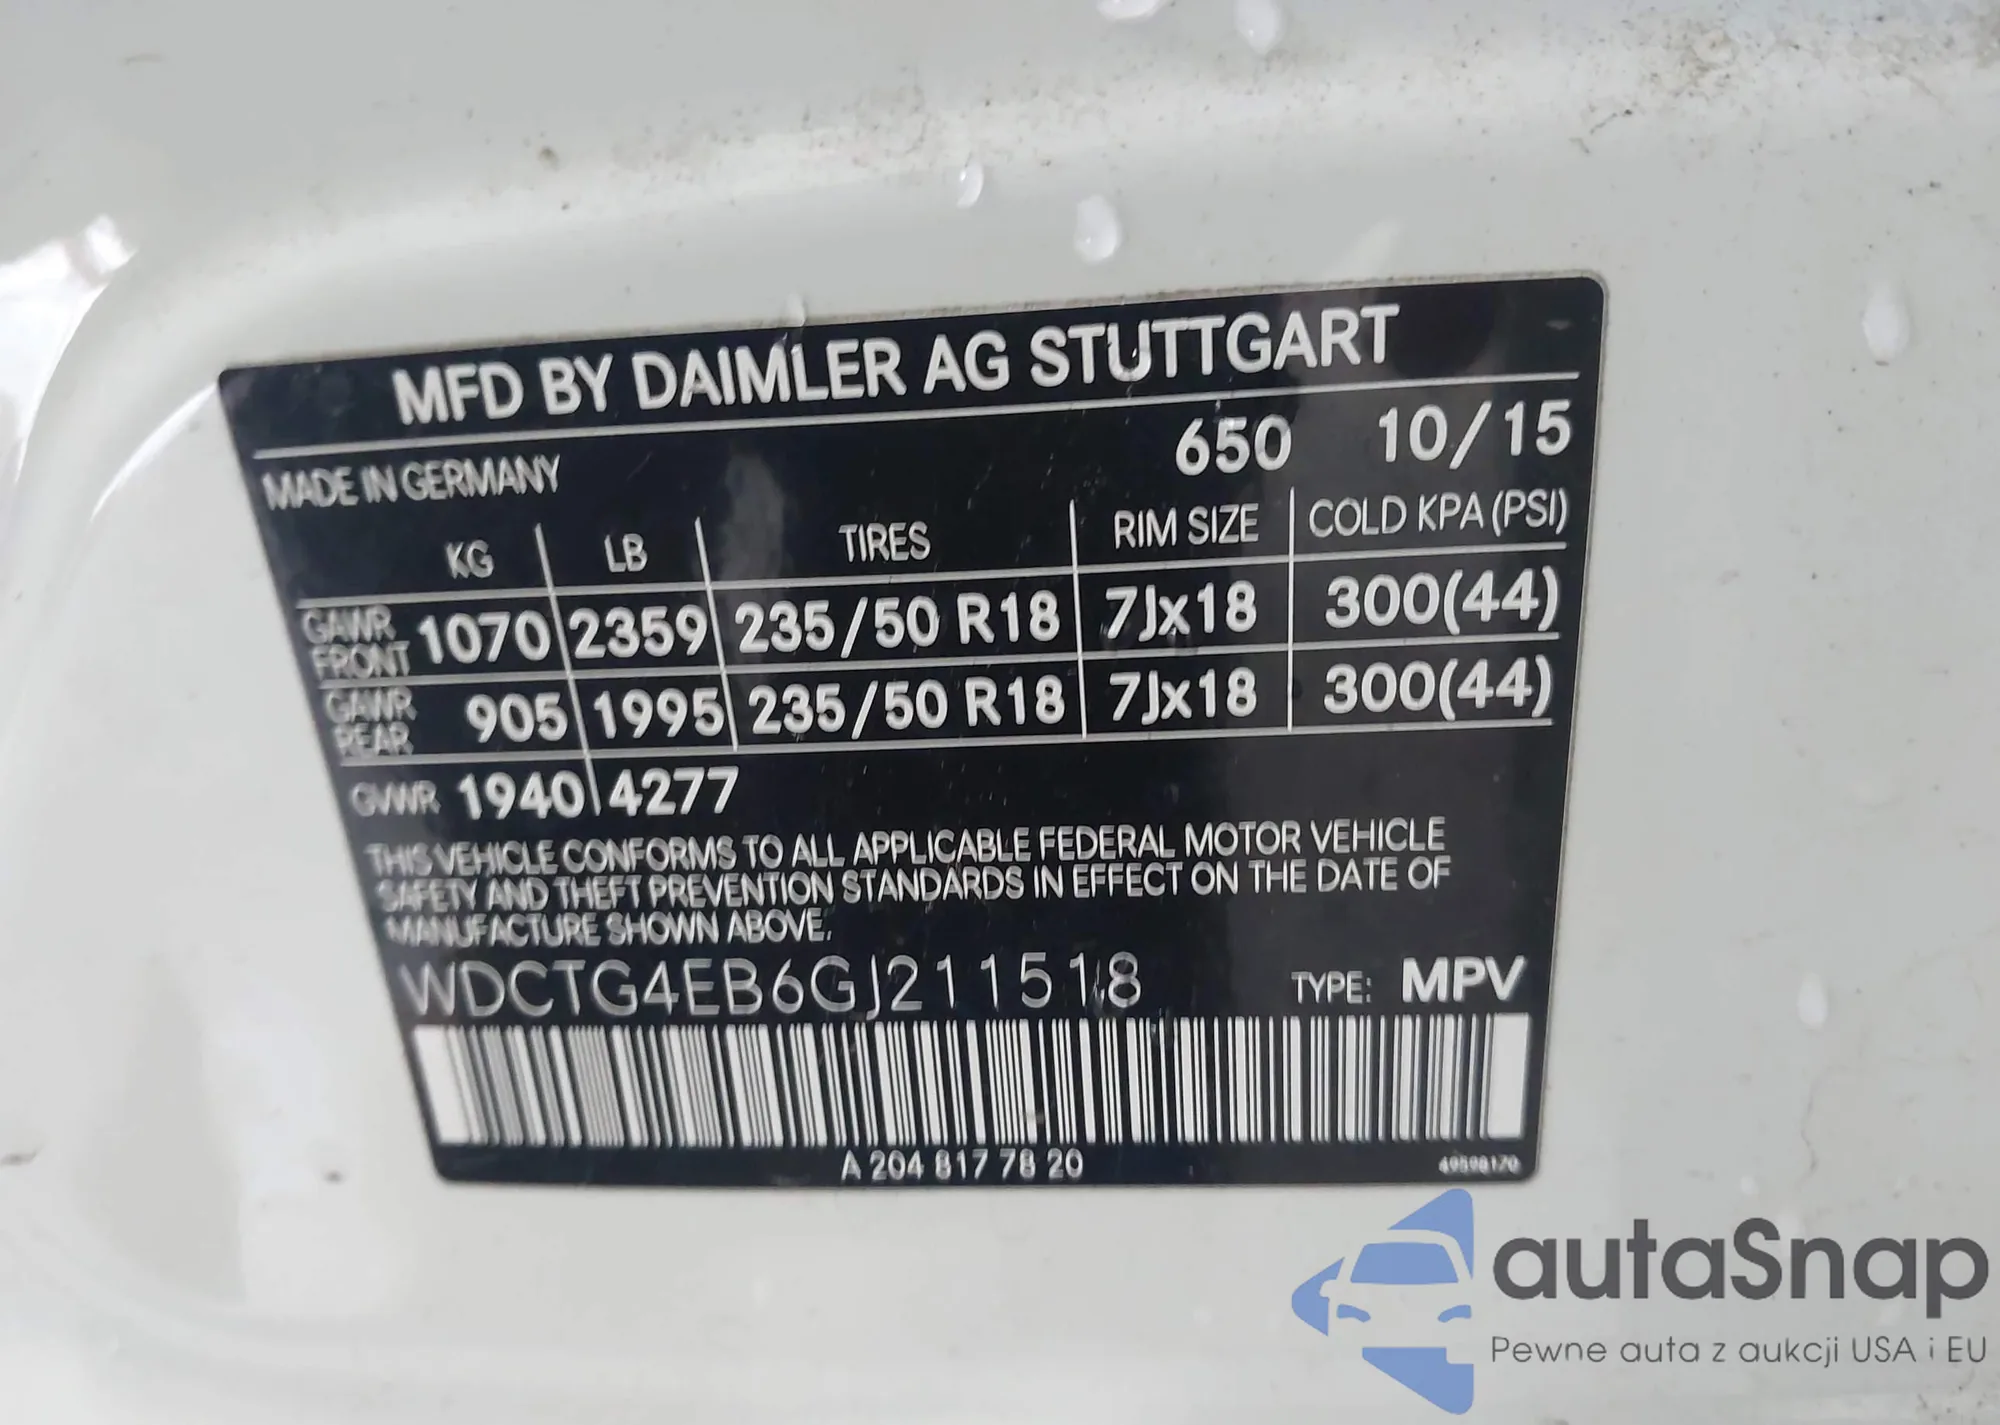 MFD BY DAIMLER AG STUTTGART
650 10/15
MADE IN GERMANY
KG LB TIRES RIM SIZE COLD KPA (PSI)
GAWR FRONT 1070 2359 235/50 R18 7Jx18 300(44)
GAWR REAR 905 1995 235/50 R18 7Jx18 300(44)
GVWR 1940 4277
THIS VEHICLE CONFORMS TO ALL APPLICABLE FEDERAL MOTOR VEHICLE
SAFETY AND THEFT PREVENTION STANDARDS IN EFFECT ON THE DATE OF
MANUFACTURE SHOWN ABOVE.
WDCTG4EB6GJ211518 TYPE: MPV
A 204 817 78 20 49598170
autaSnap
Pewne auta z aukcji USA i EU